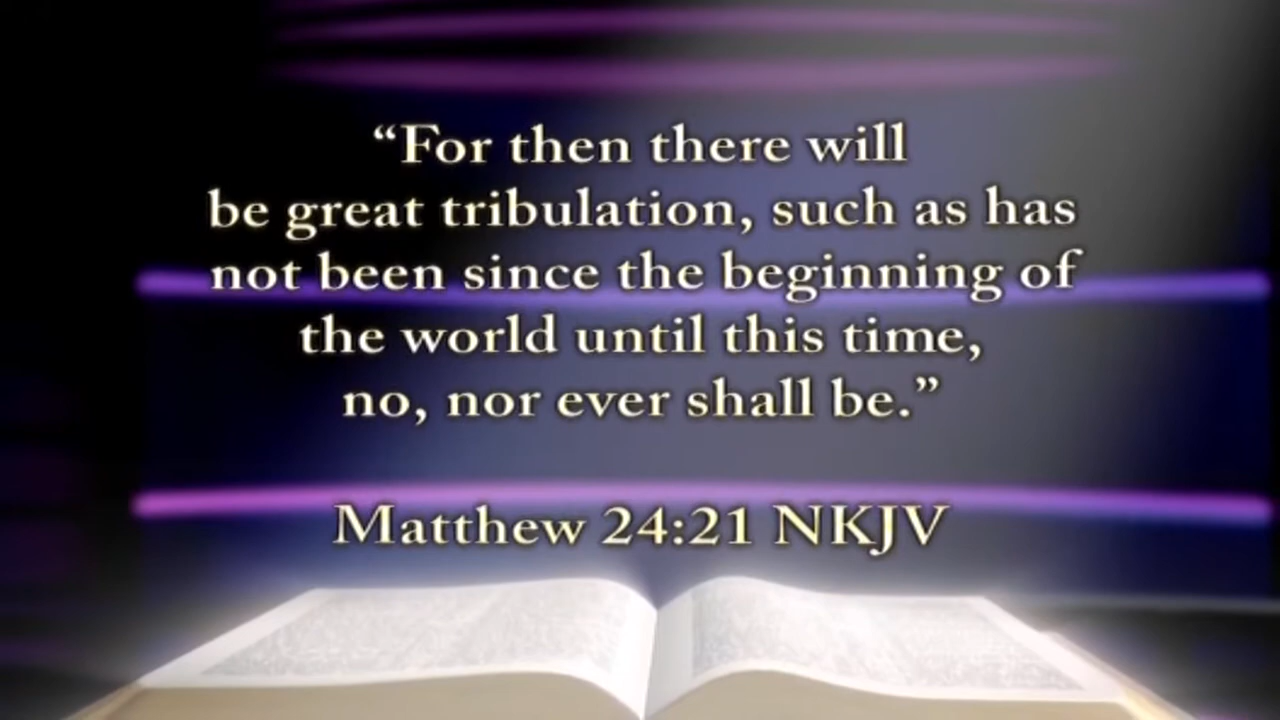 “For then there will
be great tribulation, such as has
not been since the beginning of
the world until this time,
no, nor ever shall be.”
Matthew 24:21 NKJV